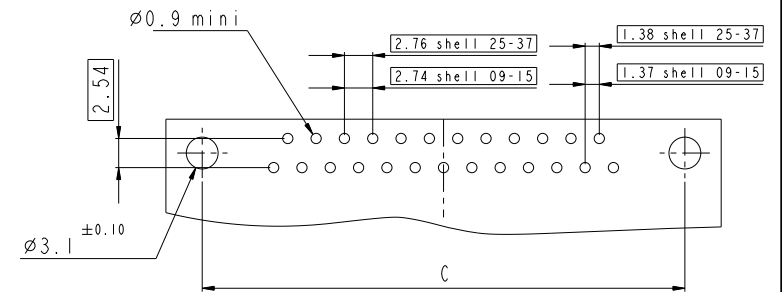 Ø0.9 mini
2.76 shell 25-37
1.38 shell 25-37
2.74 shell 09-15
1.37 shell 09-15
2.54
Ø3.1 ±0.10
C